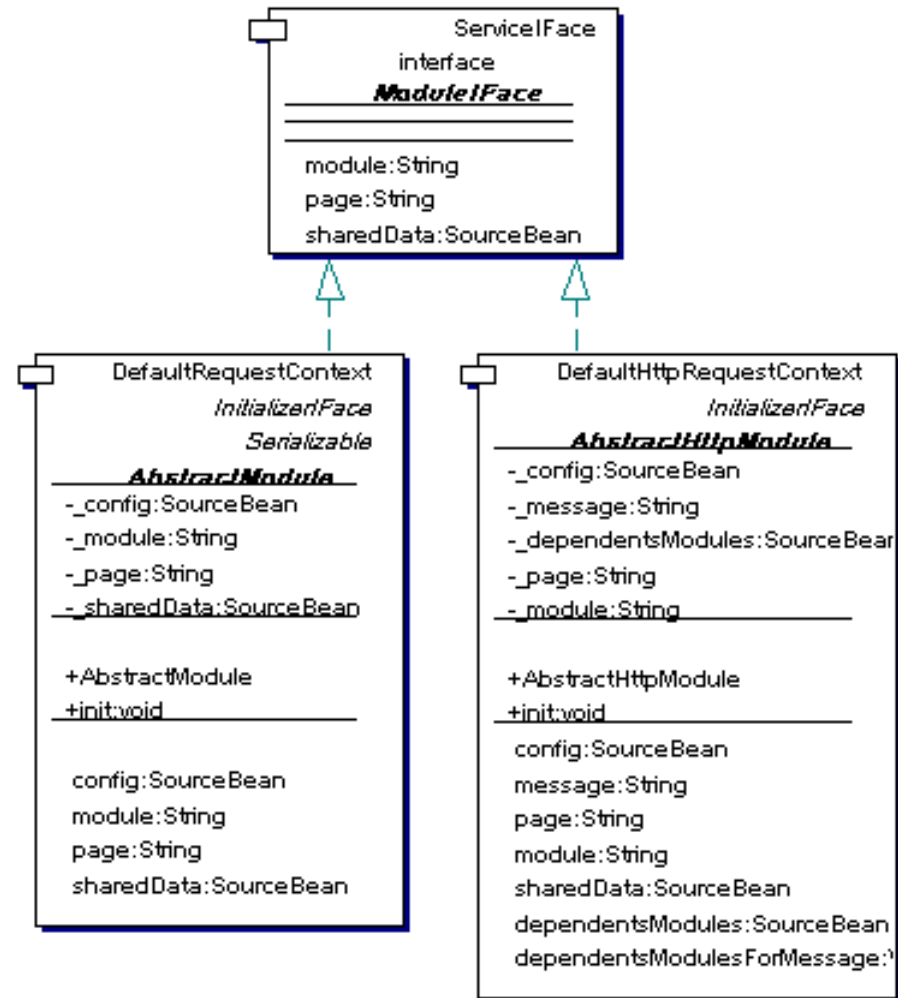 ServiceIFace
interface
ModuleIFace
module:String
page:String
sharedData:SourceBean
DefaultRequestContext
InitializerIFace
Serializable
AbstractModule
-_config:SourceBean
-_module:String
-_page:String
-_sharedData:SourceBean
+AbstractModule
+init:void
config:SourceBean
module:String
page:String
sharedData:SourceBean
DefaultHttpRequestContext
InitializerIFace
AbstractHttpModule
-_config:SourceBean
-_message:String
-_dependentsModules:SourceBean
-_page:String
-_module:String
+AbstractHttpModule
+init:void
config:SourceBean
message:String
page:String
module:String
sharedData:SourceBean
dependentsModules:SourceBean
dependentsModulesForMessage: